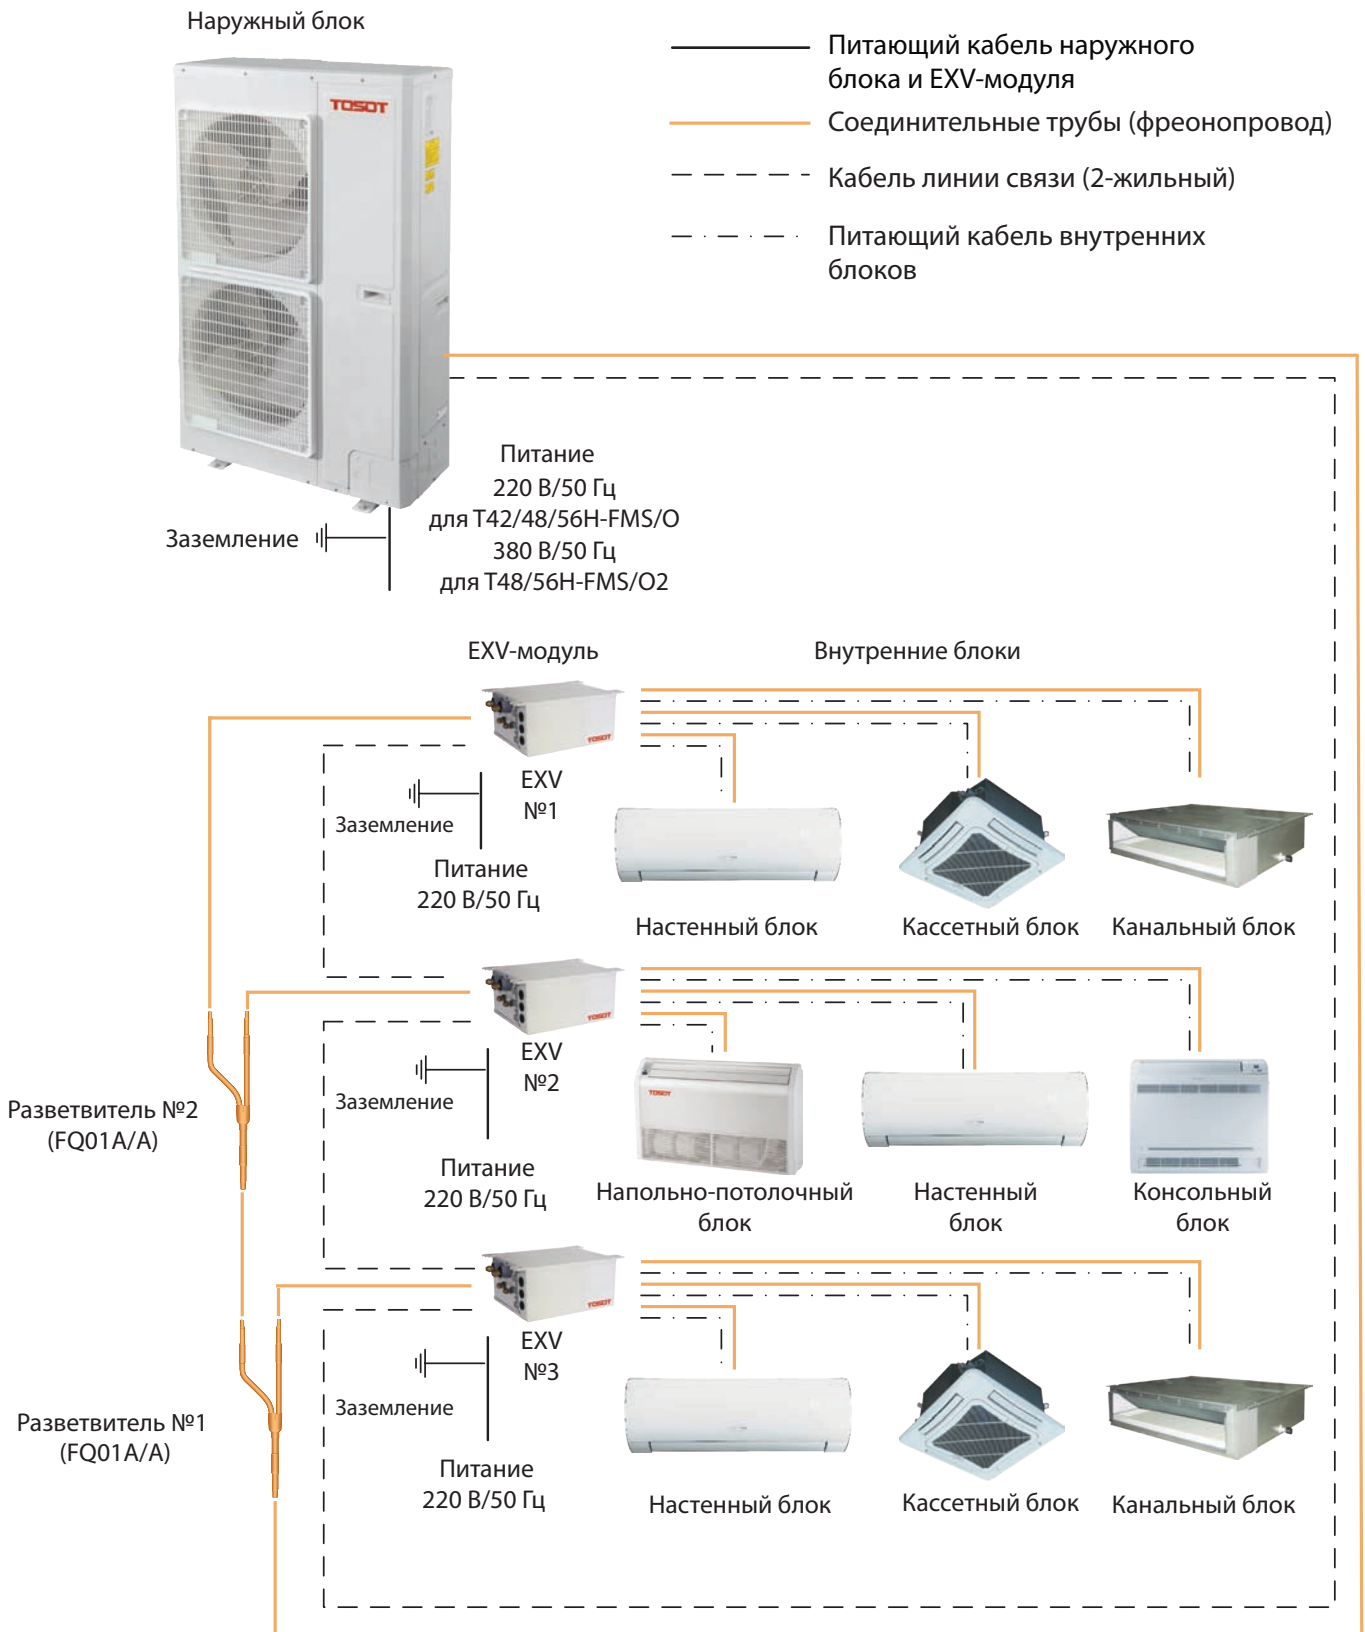 Наружный блок
Питающий кабель наружного
блока и EXV-модуля
Соединительные трубы (фреонопровод)
Кабель линии связи (2-жильный)
Питающий кабель внутренних
блоков
TOSOT
Питание
220 В/50 Гц
для T42/48/56H-FMS/O
380 В/50 Гц
для T48/56H-FMS/O2
Заземление
EXV-модуль
Внутренние блоки
TOSOT
EXV
№1
Заземление
Питание
220 В/50 Гц
Настенный блок
Кассетный блок
Канальный блок
TOSOT
EXV
№2
Заземление
Питание
220 В/50 Гц
TOSOT
Напольно-потолочный
блок
Настенный
блок
Консольный
блок
Разветвитель №2
(FQ01A/A)
TOSOT
EXV
№3
Заземление
Питание
220 В/50 Гц
Настенный блок
Кассетный блок
Канальный блок
Разветвитель №1
(FQ01A/A)